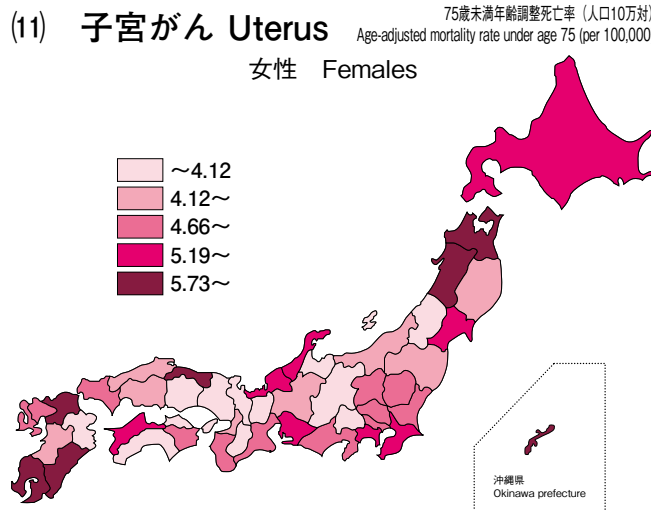 ⑾ 子宮がん Uterus
75歳未満年齢調整死亡率（人口10万対）
Age-adjusted mortality rate under age 75 (per 100,000
女性 Females
～4.12
4.12～
4.66～
5.19～
5.73～
沖縄県
Okinawa prefecture